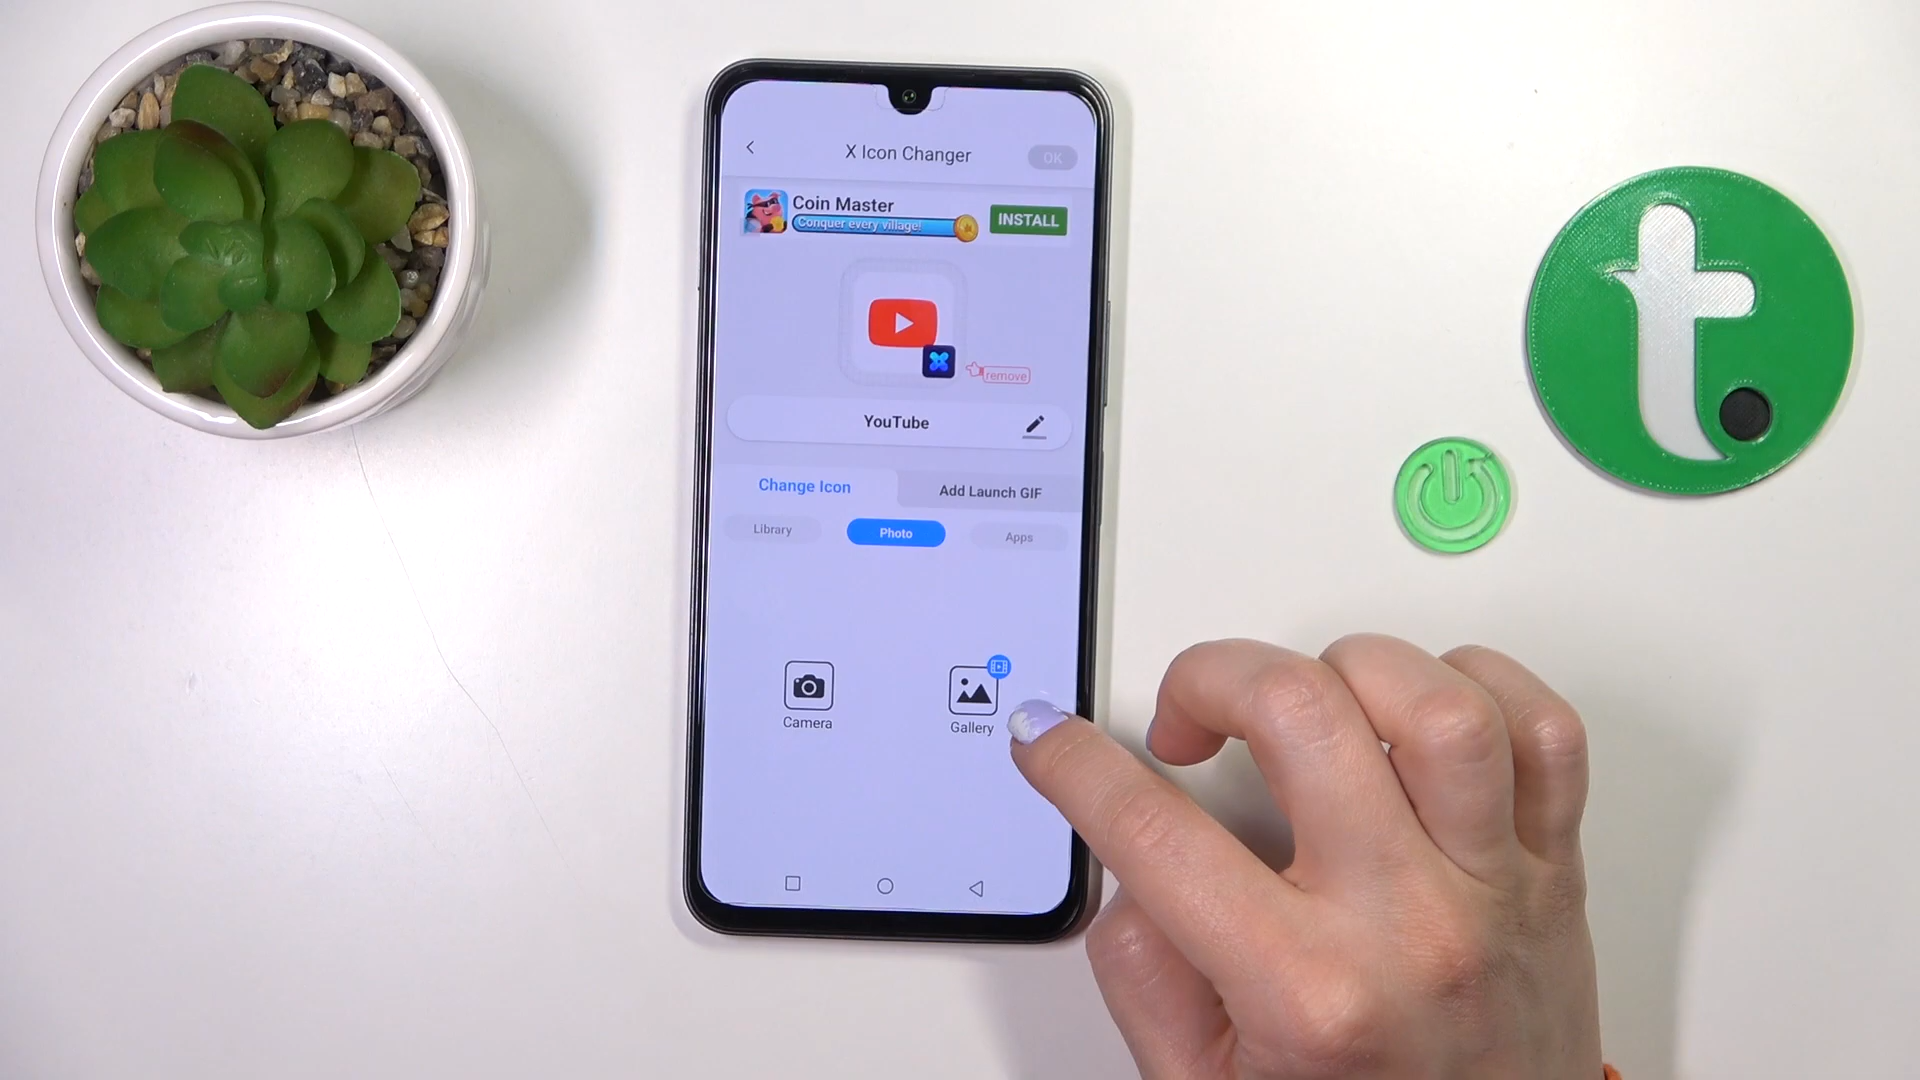 X Icon Changer
OK
Coin Master
Conquer every village!
INSTALL
remove
YouTube
Change Icon
Add Launch GIF
Library
Photo
Apps
Camera
Gallery
t